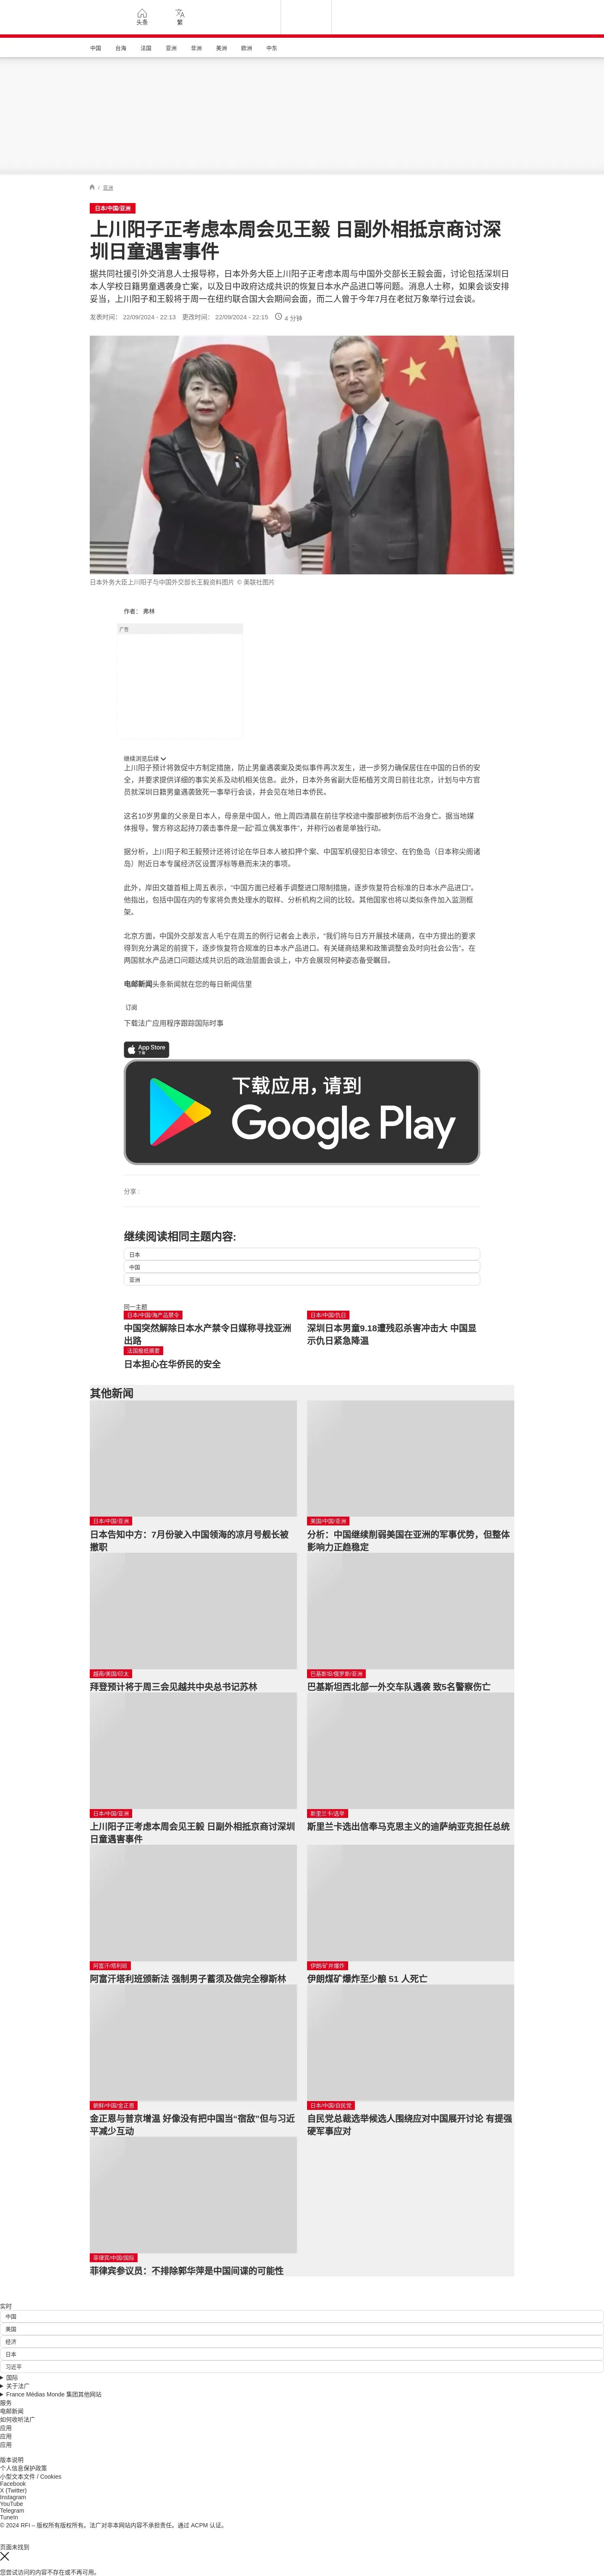 头条
繁
中国
台海
法国
亚洲
非洲
美洲
欧洲
中东
/ 亚洲
日本/中国/亚洲
上川阳子正考虑本周会见王毅 日副外相抵京商讨深
圳日童遇害事件
据共同社援引外交消息人士报导称，日本外务大臣上川阳子正考虑本周与中国外交部长王毅会面，讨论包括深圳日
本人学校日籍男童遇袭身亡案，以及日中政府达成共识的恢复日本水产品进口等问题。消息人士称，如果会谈安排
妥当，上川阳子和王毅将于周一在纽约联合国大会期间会面，而二人曾于今年7月在老挝万象举行过会谈。
发表时间： 22/09/2024 - 22:13 更改时间： 22/09/2024 - 22:15 4 分钟
日本外务大臣上川阳子与中国外交部长王毅资料图片 © 美联社图片
作者： 弗林
广告
继续浏览后续
上川阳子预计将敦促中方制定措施，防止男童遇袭案及类似事件再次发生，进一步努力确保居住在中国的日侨的安
全，并要求提供详细的事实关系及动机相关信息。此外，日本外务省副大臣柘植芳文周日前往北京，计划与中方官
员就深圳日籍男童遇袭致死一事举行会谈，并会见在地日本侨民。
这名10岁男童的父亲是日本人，母亲是中国人，他上周四清晨在前往学校途中腹部被刺伤后不治身亡。据当地媒
体报导，警方称这起持刀袭击事件是一起“孤立偶发事件”，并称行凶者是单独行动。
据分析，上川阳子和王毅预计还将讨论在华日本人被扣押个案、中国军机侵犯日本领空、在钓鱼岛（日本称尖阁诸
岛）附近日本专属经济区设置浮标等悬而未决的事项。
此外，岸田文雄首相上周五表示，“中国方面已经着手调整进口限制措施，逐步恢复符合标准的日本水产品进口”。
他指出，包括中国在内的专家将负责处理水的取样、分析机构之间的比较。其他国家也将以类似条件加入监测框
架。
北京方面，中国外交部发言人毛宁在周五的例行记者会上表示，“我们将与日方开展技术磋商，在中方提出的要求
得到充分满足的前提下，逐步恢复符合规准的日本水产品进口。有关磋商结果和政策调整会及时向社会公告”。在
两国就水产品进口问题达成共识后的政治层面会谈上，中方会展现何种姿态备受瞩目。
电邮新闻头条新闻就在您的每日新闻信里
订阅
下载法广应用程序跟踪国际时事
App Store
下载
下载应用，请到
Google Play
分享 :
继续阅读相同主题内容:
日本
中国
亚洲
同一主题
日本/中国/海产品禁令
中国突然解除日本水产禁令日媒称寻找亚洲
出路
日本/中国/仇日
深圳日本男童9.18遭残忍杀害冲击大 中国显
示仇日紧急降温
法国报纸摘要
日本担心在华侨民的安全
其他新闻
日本/中国/亚洲
日本告知中方：7月份驶入中国领海的凉月号舰长被
撤职
美国/中国/亚洲
分析：中国继续削弱美国在亚洲的军事优势，但整体
影响力正趋稳定
越南/美国/印太
拜登预计将于周三会见越共中央总书记苏林
巴基斯坦/俄罗斯/亚洲
巴基斯坦西北部一外交车队遇袭 致5名警察伤亡
日本/中国/亚洲
上川阳子正考虑本周会见王毅 日副外相抵京商讨深圳
日童遇害事件
斯里兰卡/选举
斯里兰卡选出信奉马克思主义的迪萨纳亚克担任总统
阿富汗/塔利班
阿富汗塔利班颁新法 强制男子蓄须及做完全穆斯林
伊朗/矿井爆炸
伊朗煤矿爆炸至少酿 51 人死亡
朝鲜/中国/金正恩
金正恩与普京增温 好像没有把中国当“宿敌”但与习近
平减少互动
日本/中国/自民党
自民党总裁选举候选人围绕应对中国展开讨论 有提强
硬军事应对
菲律宾/中国/国际
菲律宾参议员：不排除郭华萍是中国间谍的可能性
实时
中国
美国
经济
日本
习近平
国际
关于法广
France Médias Monde 集团其他网站
服务
电邮新闻
如何收听法广
应用
应用
应用
版本说明
个人信息保护政策
小型文本文件 / Cookies
Facebook
X (Twitter)
Instagram
YouTube
Telegram
TuneIn
© 2024 RFI – 版权所有版权所有。法广对非本网站内容不承担责任。通过 ACPM 认证。
页面未找到
您尝试访问的内容不存在或不再可用。